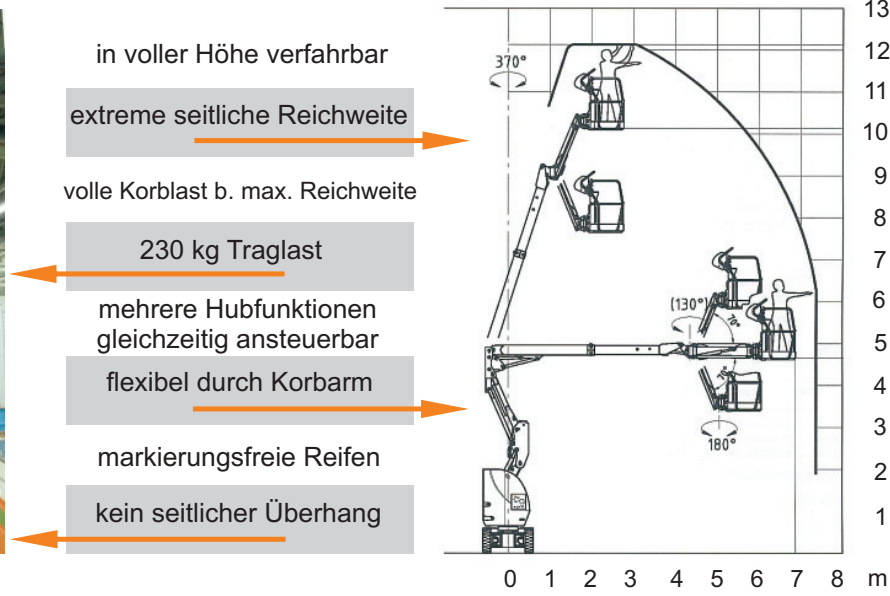 in voller Höhe verfahrbar
extreme seitliche Reichweite
volle Korblast b. max. Reichweite
230 kg Traglast
mehrere Hubfunktionen
gleichzeitig ansteuerbar
flexibel durch Korbarm
markierungsfreie Reifen
kein seitlicher Überhang
370°
(130°)
70°
70°
180°
13
12
11
10
9
8
7
6
5
4
3
2
1
0 1 2 3 4 5 6 7 8 m